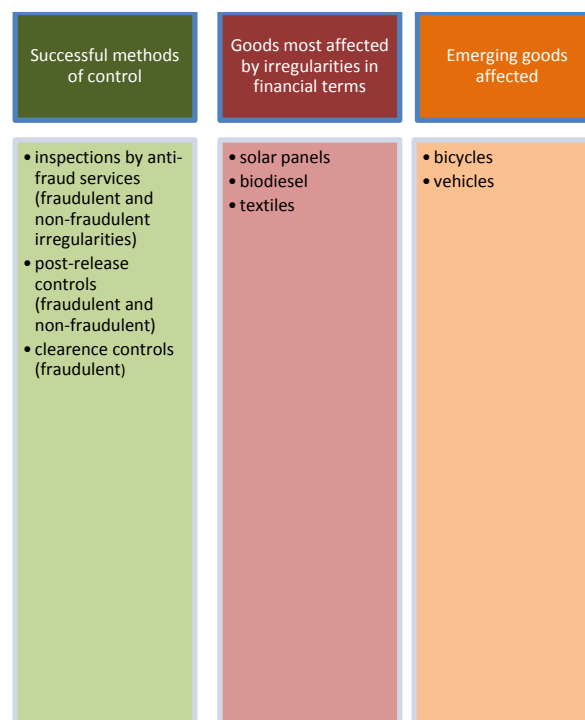 Successful methods
of control
Goods most affected
by irregularities in
financial terms
Emerging goods
affected
• inspections by anti-
fraud services
(fraudulent and
non-fraudulent
irregularities)
• post-release
controls
(fraudulent and
non-fraudulent)
• clearence controls
(fraudulent)
• solar panels
• biodiesel
• textiles
• bicycles
• vehicles